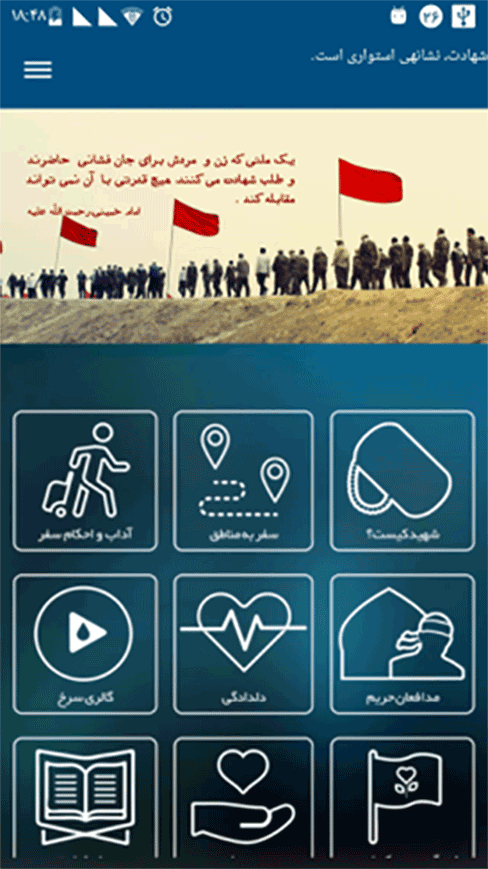 ۱۸:۴۸
۲۶
شهادت، نشانهی استواری است.
یک ملتی که زن و مردش برای جان فشانی حاضرند
و طلب شهادت می کنند، هیچ قدرتی با آن نمی تواند
مقابله کند.
امام خمینی رحمت الله علیه
شهید کیست؟
سفر به مناطق
آداب و احکام سفر
مدافعان حریم
دلدادگی
گالری سرخ